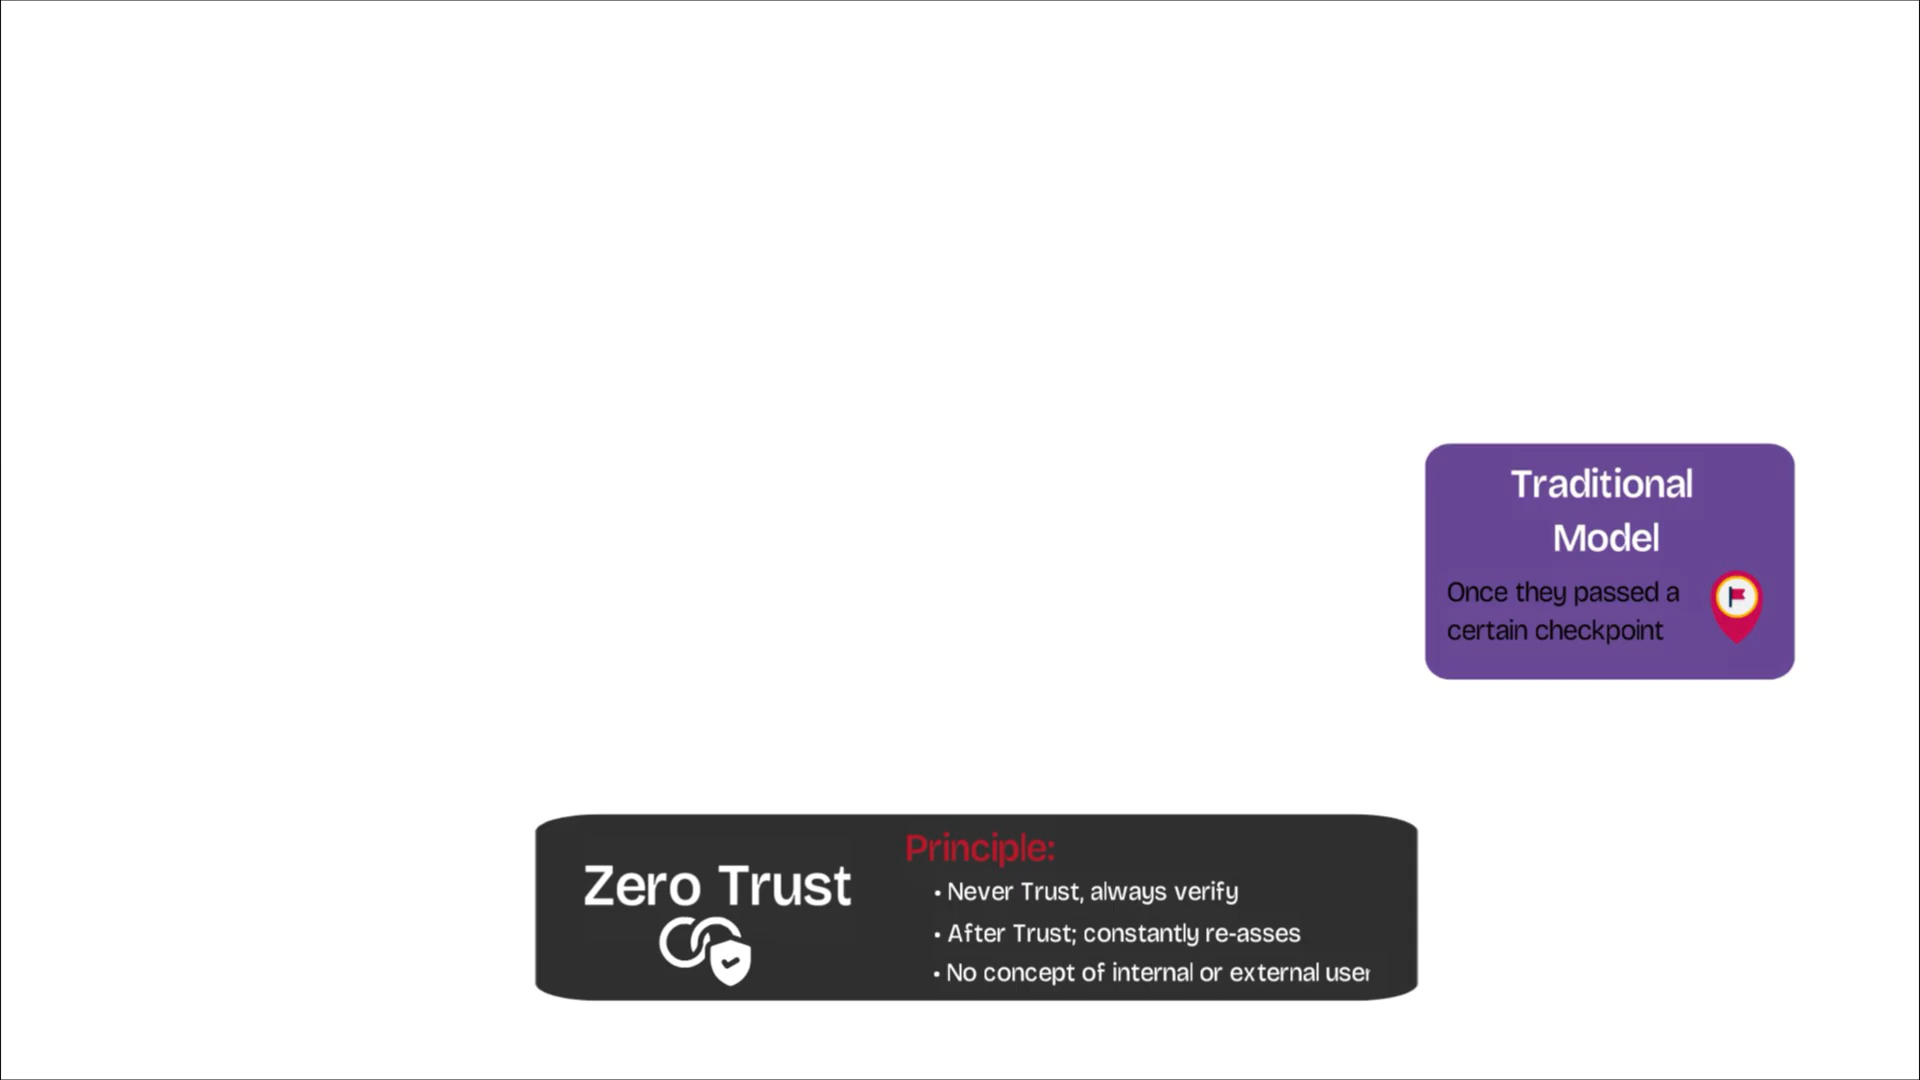 Traditional
Model
Once they passed a
certain checkpoint
Zero Trust
Principle:
• Never Trust, always verify
• After Trust; constantly re-asses
• No concept of internal or external user